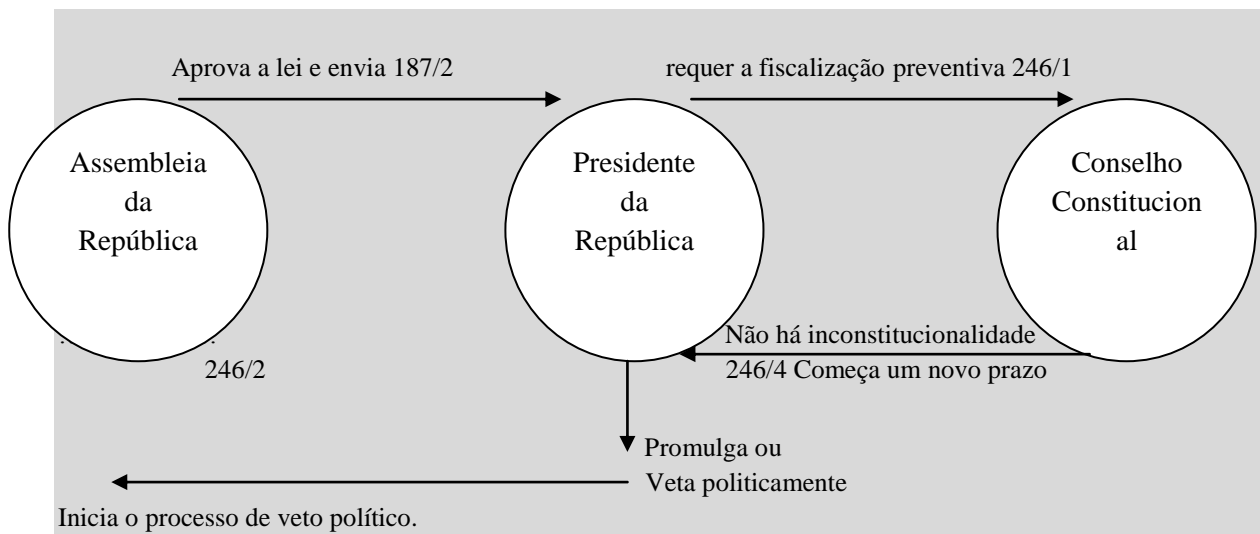 Aprova a lei e envia 187/2
requer a fiscalização preventiva 246/1
Assembleia
da
República
Presidente
da
República
Conselho
Constitucion
al
Não há inconstitucionalidade
246/4 Começa um novo prazo
246/2
Promulga ou
Veta politicamente
Inicia o processo de veto político.